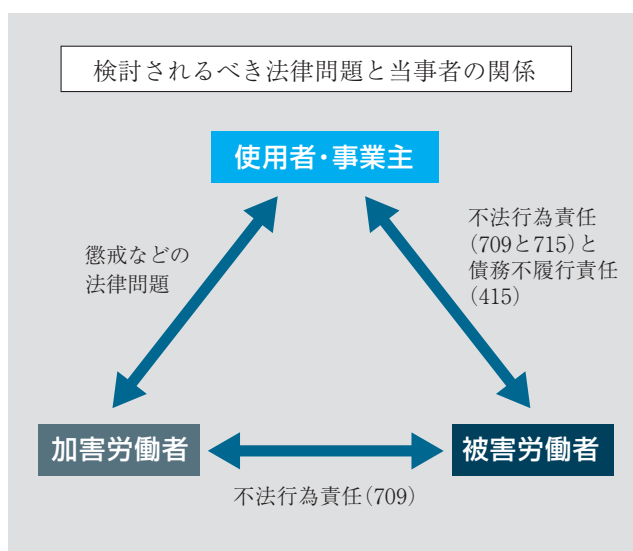 検討されるべき法律問題と当事者の関係
使用者・事業主
懲戒などの
法律問題
不法行為責任
(709と715)と
債務不履行責任
(415)
加害労働者
被害労働者
不法行為責任(709)